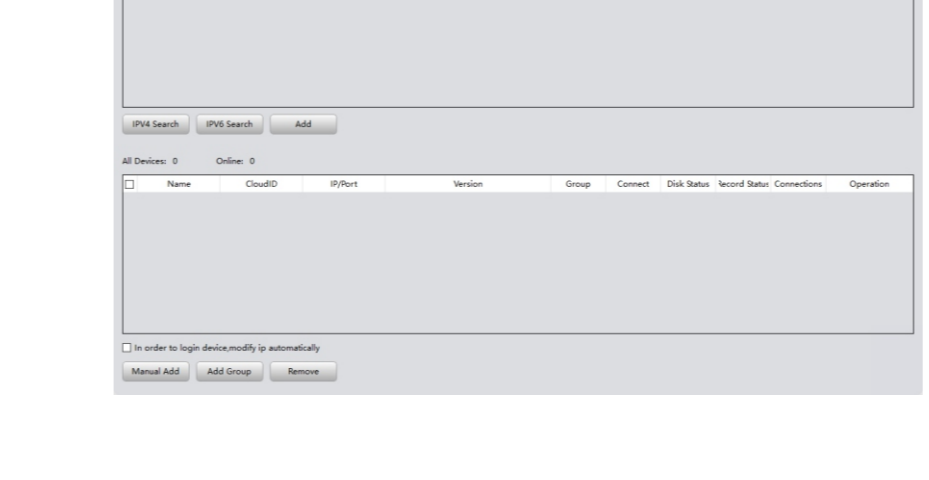 IPV4 Search IPV6 Search Add
All Devices: 0 Online: 0
Name CloudID IP/Port Version Group Connect Disk Status Record Status Connections Operation
In order to login device,modify ip automatically
Manual Add Add Group Remove